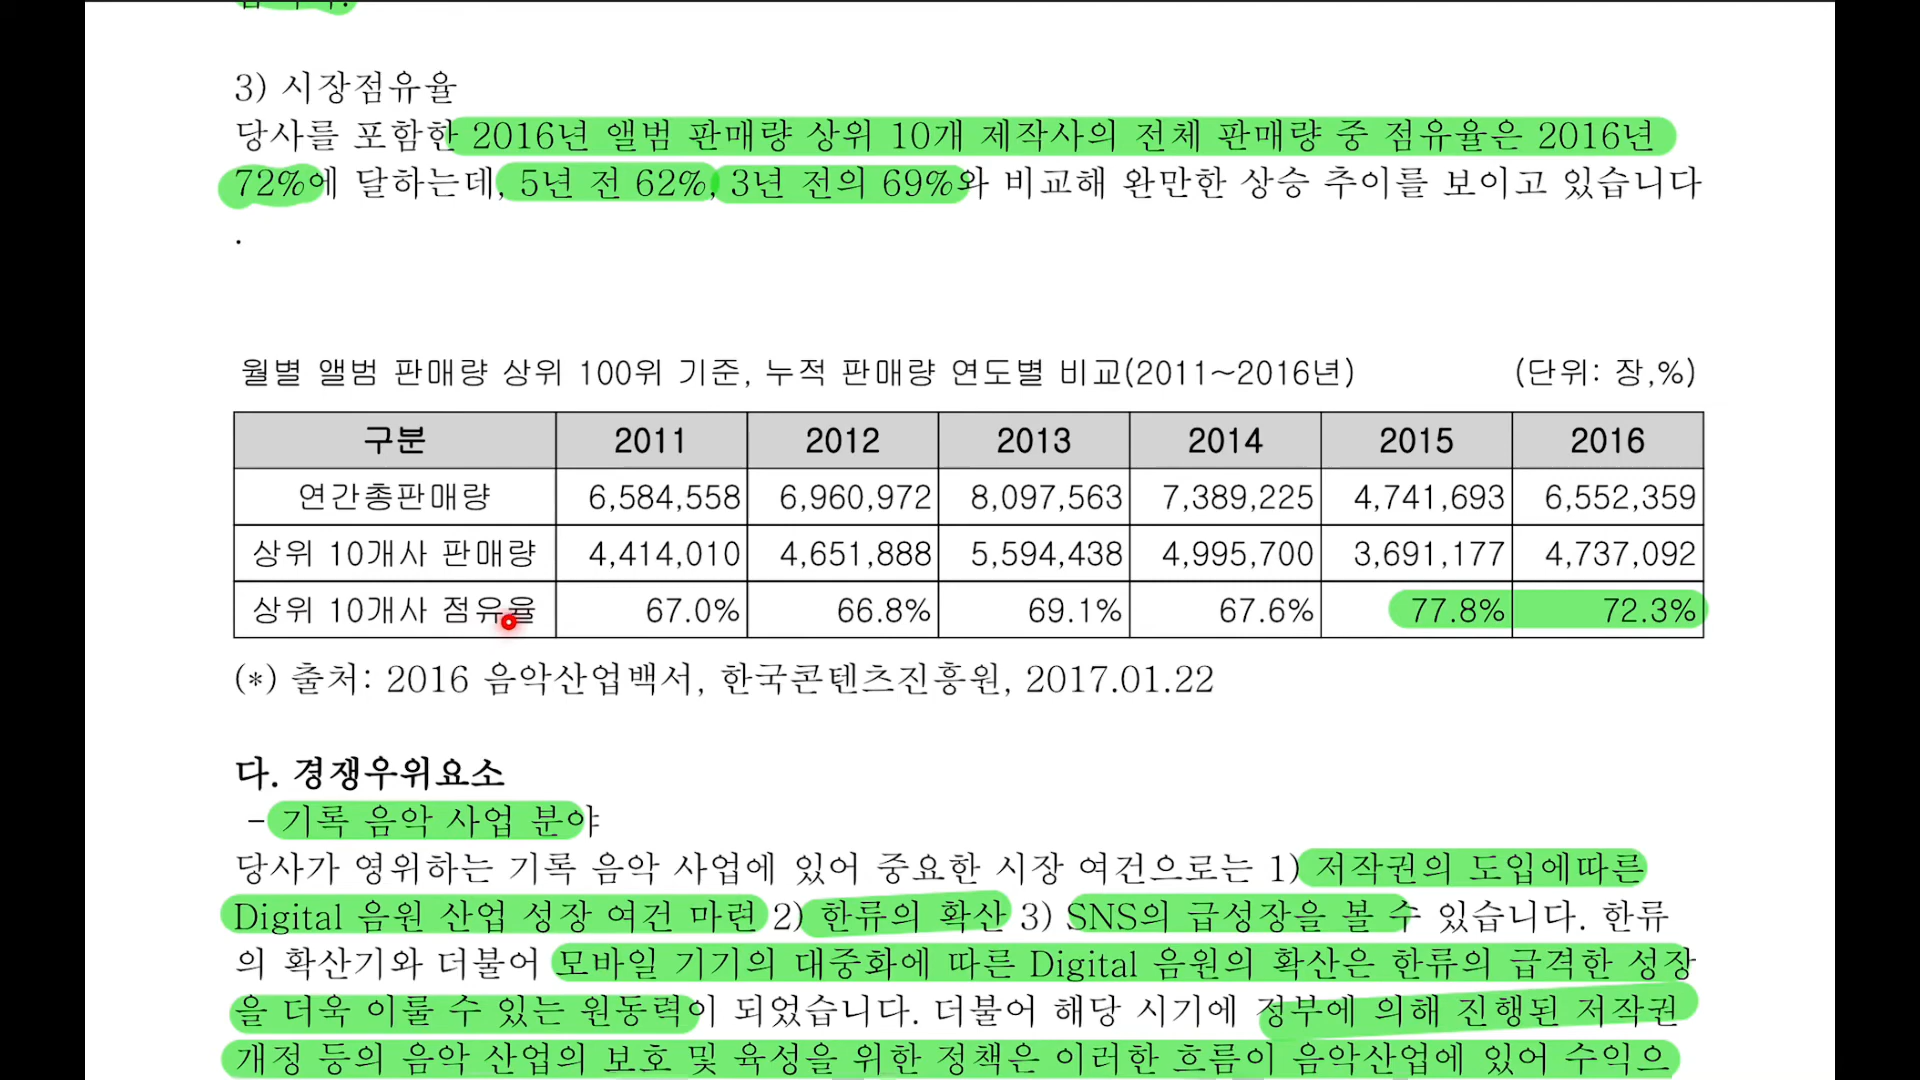 3) 시장점유율
당사를 포함한 2016년 앨범 판매량 상위 10개 제작사의 전체 판매량 중 점유율은 2016년
72%에 달하는데, 5년 전 62%, 3년 전의 69%와 비교해 완만한 상승 추이를 보이고 있습니다
.
월별 앨범 판매량 상위 100위 기준, 누적 판매량 연도별 비교(2011~2016년) (단위: 장,%)
구분 2011 2012 2013 2014 2015 2016
연간총판매량 6,584,558 6,960,972 8,097,563 7,389,225 4,741,693 6,552,359
상위 10개사 판매량 4,414,010 4,651,888 5,594,438 4,995,700 3,691,177 4,737,092
상위 10개사 점유율 67.0% 66.8% 69.1% 67.6% 77.8% 72.3%
(*) 출처: 2016 음악산업백서, 한국콘텐츠진흥원, 2017.01.22
다. 경쟁우위요소
- 기록 음악 사업 분야
당사가 영위하는 기록 음악 사업에 있어 중요한 시장 여건으로는 1) 저작권의 도입에따른
Digital 음원 산업 성장 여건 마련 2) 한류의 확산 3) SNS의 급성장을 볼 수 있습니다. 한류
의 확산기와 더불어 모바일 기기의 대중화에 따른 Digital 음원의 확산은 한류의 급격한 성장
을 더욱 이룰 수 있는 원동력이 되었습니다. 더불어 해당 시기에 정부에 의해 진행된 저작권
개정 등의 음악 산업의 보호 및 육성을 위한 정책은 이러한 흐름이 음악산업에 있어 수익으